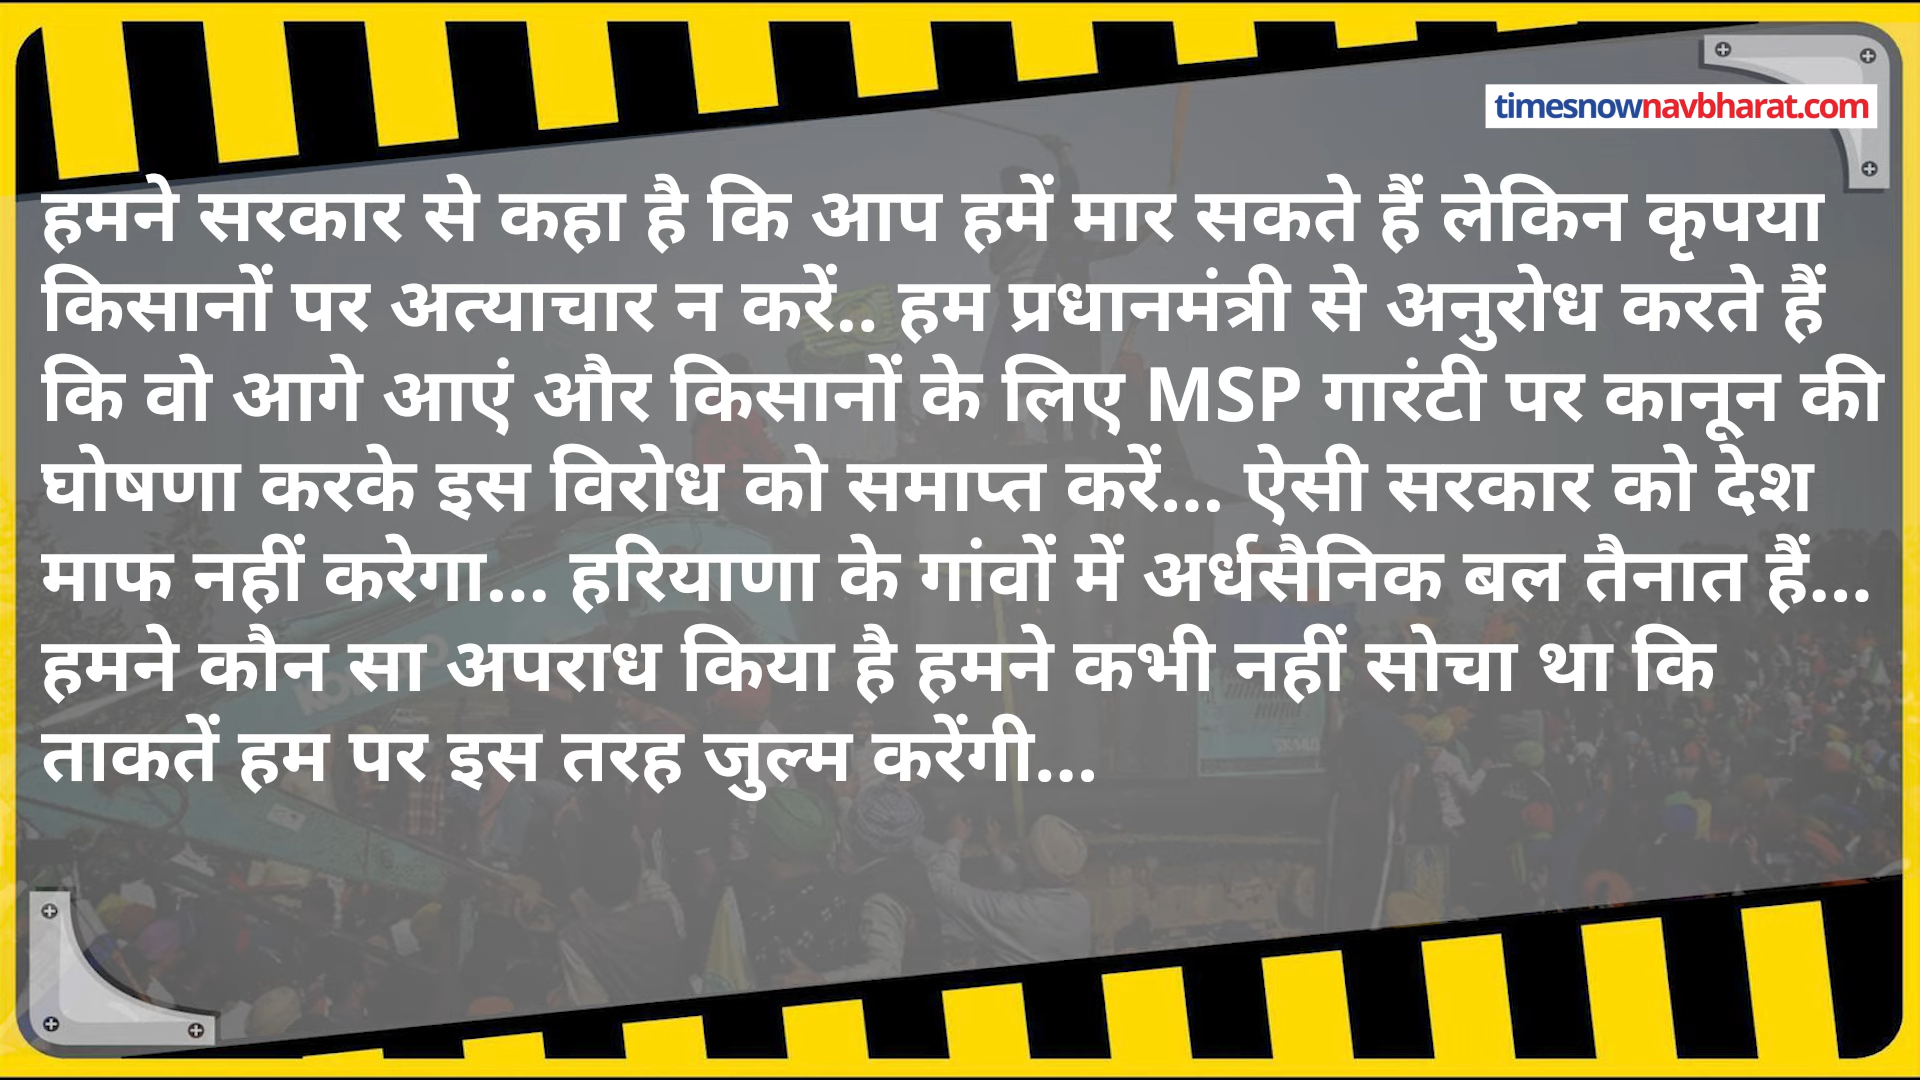 timesnownavbharat.com
हमने सरकार से कहा है कि आप हमें मार सकते हैं लेकिन कृपया
किसानों पर अत्याचार न करें.. हम प्रधानमंत्री से अनुरोध करते हैं
कि वो आगे आएं और किसानों के लिए MSP गारंटी पर कानून की
घोषणा करके इस विरोध को समाप्त करें... ऐसी सरकार को देश
माफ नहीं करेगा... हरियाणा के गांवों में अर्धसैनिक बल तैनात हैं...
हमने कौन सा अपराध किया है हमने कभी नहीं सोचा था कि
ताकतें हम पर इस तरह जुल्म करेंगी...